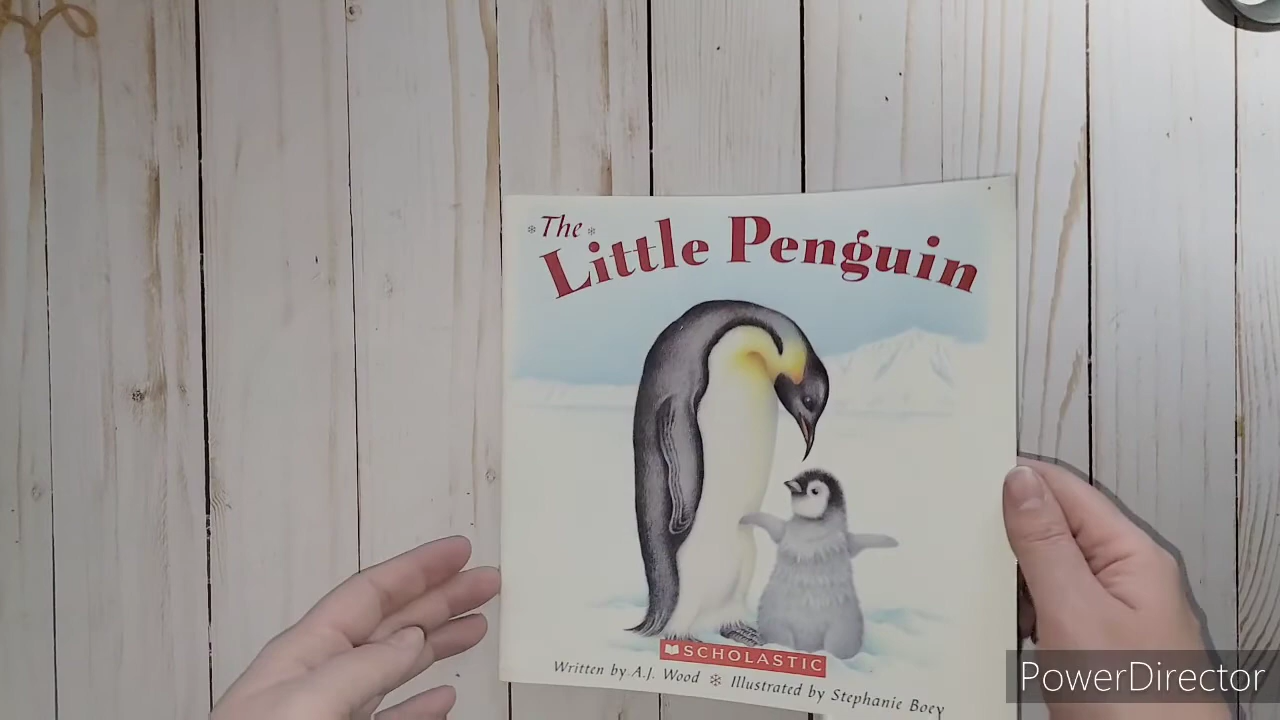 The
Little Penguin
SCHOLASTIC
Written by A.J. Wood Illustrated by Stephanie Boey
PowerDirector